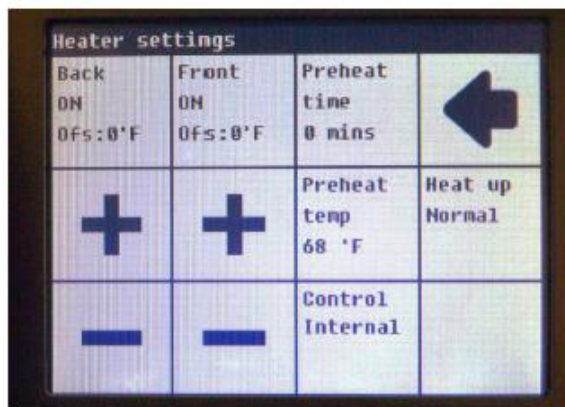 Heater settings
Back
ON
Ofs:0°F
Front
ON
Ofs:0°F
Preheat
time
0 mins
Preheat
temp
68 °F
Heat up
Normal
Control
Internal